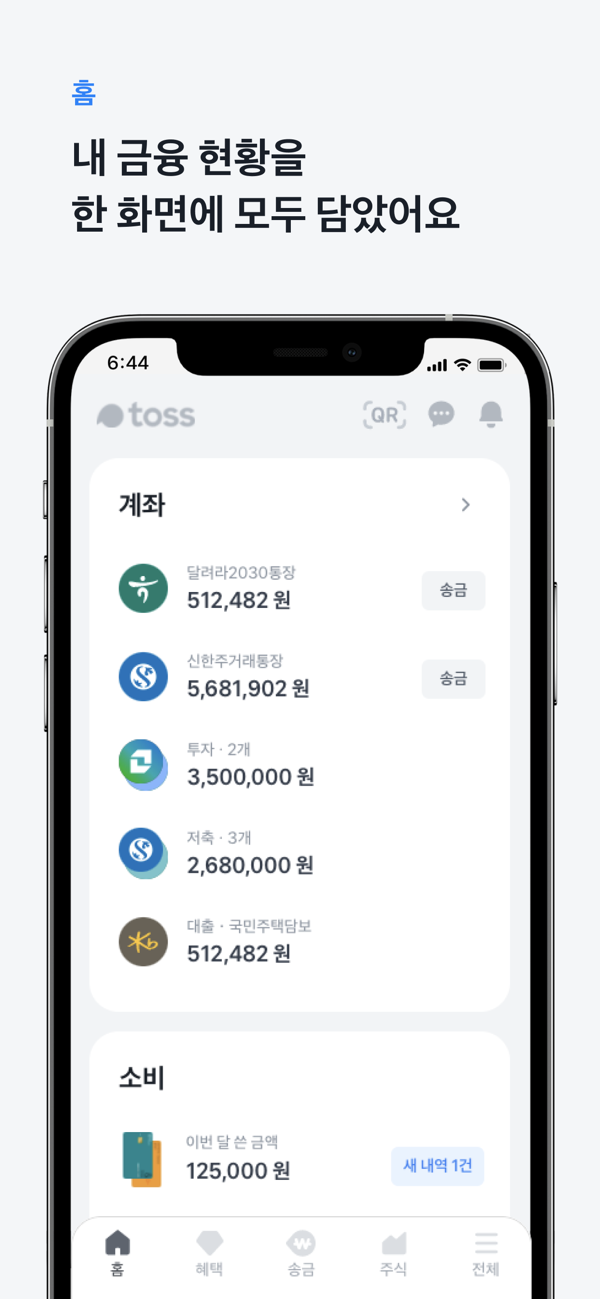 홈
내 금융 현황을
한 화면에 모두 담았어요
6:44
toss
QR
계좌
달려라2030통장
512,482 원
송금
신한주거래통장
5,681,902 원
송금
투자 · 2개
3,500,000 원
저축 · 3개
2,680,000 원
대출 · 국민주택담보
512,482 원
소비
이번 달 쓴 금액
125,000 원
새 내역 1건
홈
혜택
송금
주식
전체